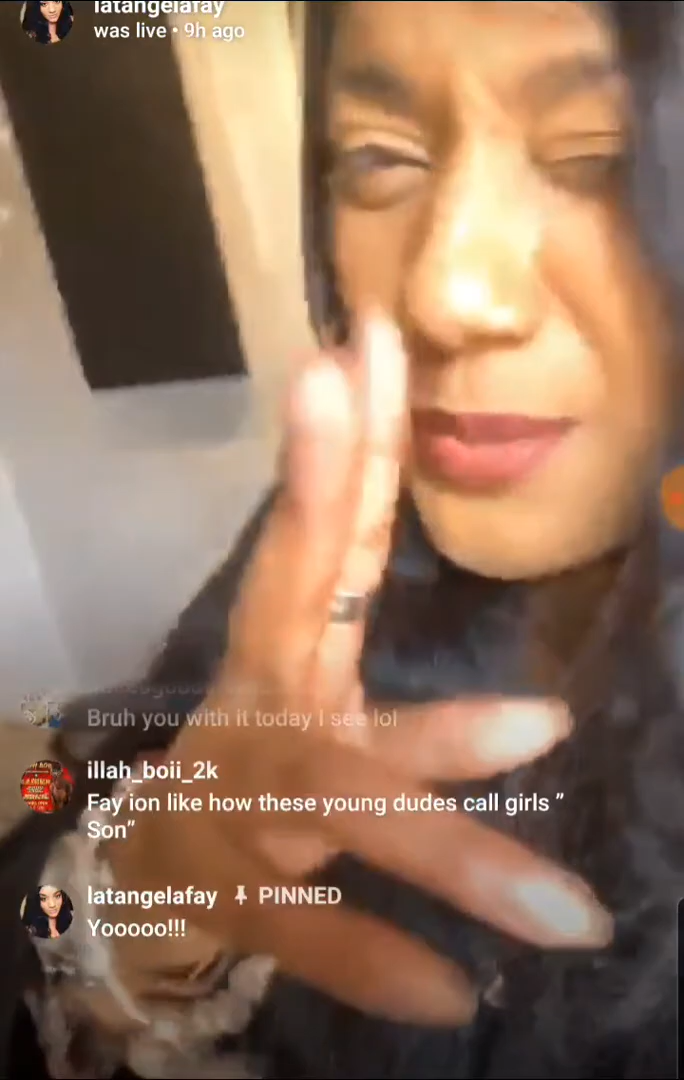 latangelafay
was live • 9h ago
Bruh you with it today I see lol
illah_boii_2k
Fay ion like how these young dudes call girls ”
Son”
latangelafay PINNED
Yooooo!!!